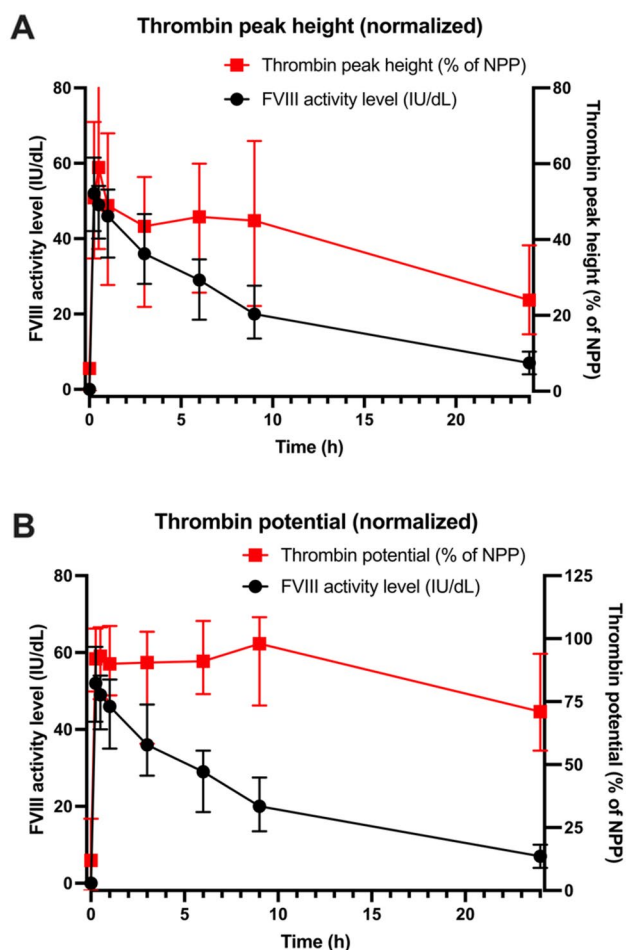 A
Thrombin peak height (normalized)
Thrombin peak height (% of NPP)
FVIII activity level (IU/dL)
80
60
40
20
0
FVIII activity level (IU/dL)
80
60
40
20
0
Thrombin peak height
(% of NPP)
0
5
10
15
20
Time (h)
B
Thrombin potential (normalized)
Thrombin potential (% of NPP)
FVIII activity level (IU/dL)
80
60
40
20
0
FVIII activity level (IU/dL)
125
100
75
50
25
0
Thrombin potential
(% of NPP)
0
5
10
15
20
Time (h)